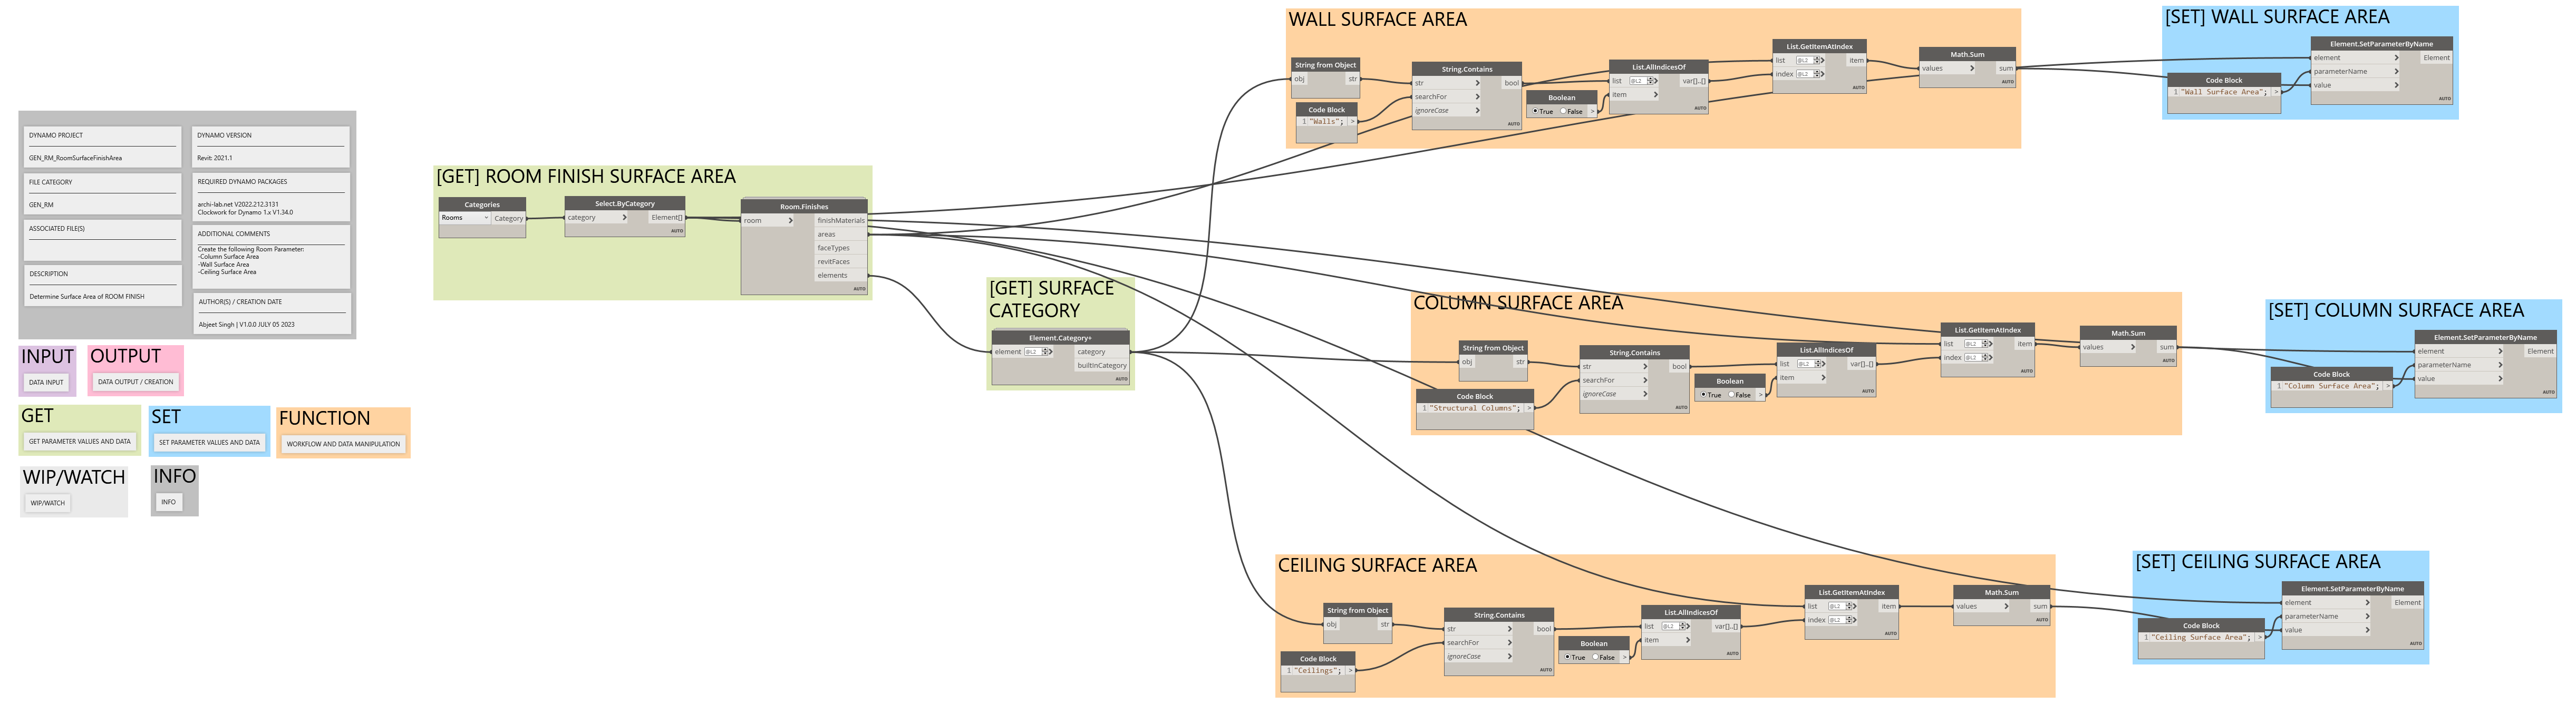 DYNAMO PROJECT
GEN_RM_RoomSurfaceFinishArea
FILE CATEGORY
GEN_RM
ASSOCIATED FILE(S)
DESCRIPTION
Determine Surface Area of ROOM FINISH
DYNAMO VERSION
Revit: 2021.1
REQUIRED DYNAMO PACKAGES
archi-lab.net V2022.212.3131
Clockwork for Dynamo 1.x V1.34.0
ADDITIONAL COMMENTS
Create the following Room Parameter:
-Column Surface Area
-Wall Surface Area
-Ceiling Surface Area
AUTHOR(S) / CREATION DATE
Abjeet Singh | V1.0.0 JULY 05 2023
INPUT
DATA INPUT
OUTPUT
DATA OUTPUT / CREATION
GET
GET PARAMETER VALUES AND DATA
SET
SET PARAMETER VALUES AND DATA
FUNCTION
WORKFLOW AND DATA MANIPULATION
WIP/WATCH
WIP/WATCH
INFO
INFO
[GET] ROOM FINISH SURFACE AREA
Categories
Rooms Category
Select.ByCategory
category > Element[]
AUTO
Room.Finishes
room > finishMaterials
areas
faceTypes
revitFaces
elements
AUTO
[GET] SURFACE
CATEGORY
Element.Category+
element @L2 > category
builtInCategory
AUTO
WALL SURFACE AREA
String from Object
obj str
AUTO
Code Block
1 "Walls"; >
String.Contains
str > bool
searchFor >
ignoreCase >
AUTO
Boolean
True False >
List.AllIndicesOf
list @L2 > var[]..[]
item >
AUTO
List.GetItemAtIndex
list @L2 > item
index @L2 >
AUTO
Math.Sum
values > sum
AUTO
[SET] WALL SURFACE AREA
Code Block
1 "Wall Surface Area"; >
Element.SetParameterByName
element > Element
parameterName >
value >
AUTO
COLUMN SURFACE AREA
String from Object
obj str
AUTO
Code Block
1 "Structural Columns"; >
String.Contains
str > bool
searchFor >
ignoreCase >
AUTO
Boolean
True False >
List.AllIndicesOf
list @L2 > var[]..[]
item >
AUTO
List.GetItemAtIndex
list @L2 > item
index @L2 >
AUTO
Math.Sum
values > sum
AUTO
[SET] COLUMN SURFACE AREA
Code Block
1 "Column Surface Area"; >
Element.SetParameterByName
element > Element
parameterName >
value >
AUTO
CEILING SURFACE AREA
String from Object
obj str
AUTO
Code Block
1 "Ceilings"; >
String.Contains
str > bool
searchFor >
ignoreCase >
AUTO
Boolean
True False >
List.AllIndicesOf
list @L2 > var[]..[]
item >
AUTO
List.GetItemAtIndex
list @L2 > item
index @L2 >
AUTO
Math.Sum
values > sum
AUTO
[SET] CEILING SURFACE AREA
Code Block
1 "Ceiling Surface Area"; >
Element.SetParameterByName
element > Element
parameterName >
value >
AUTO